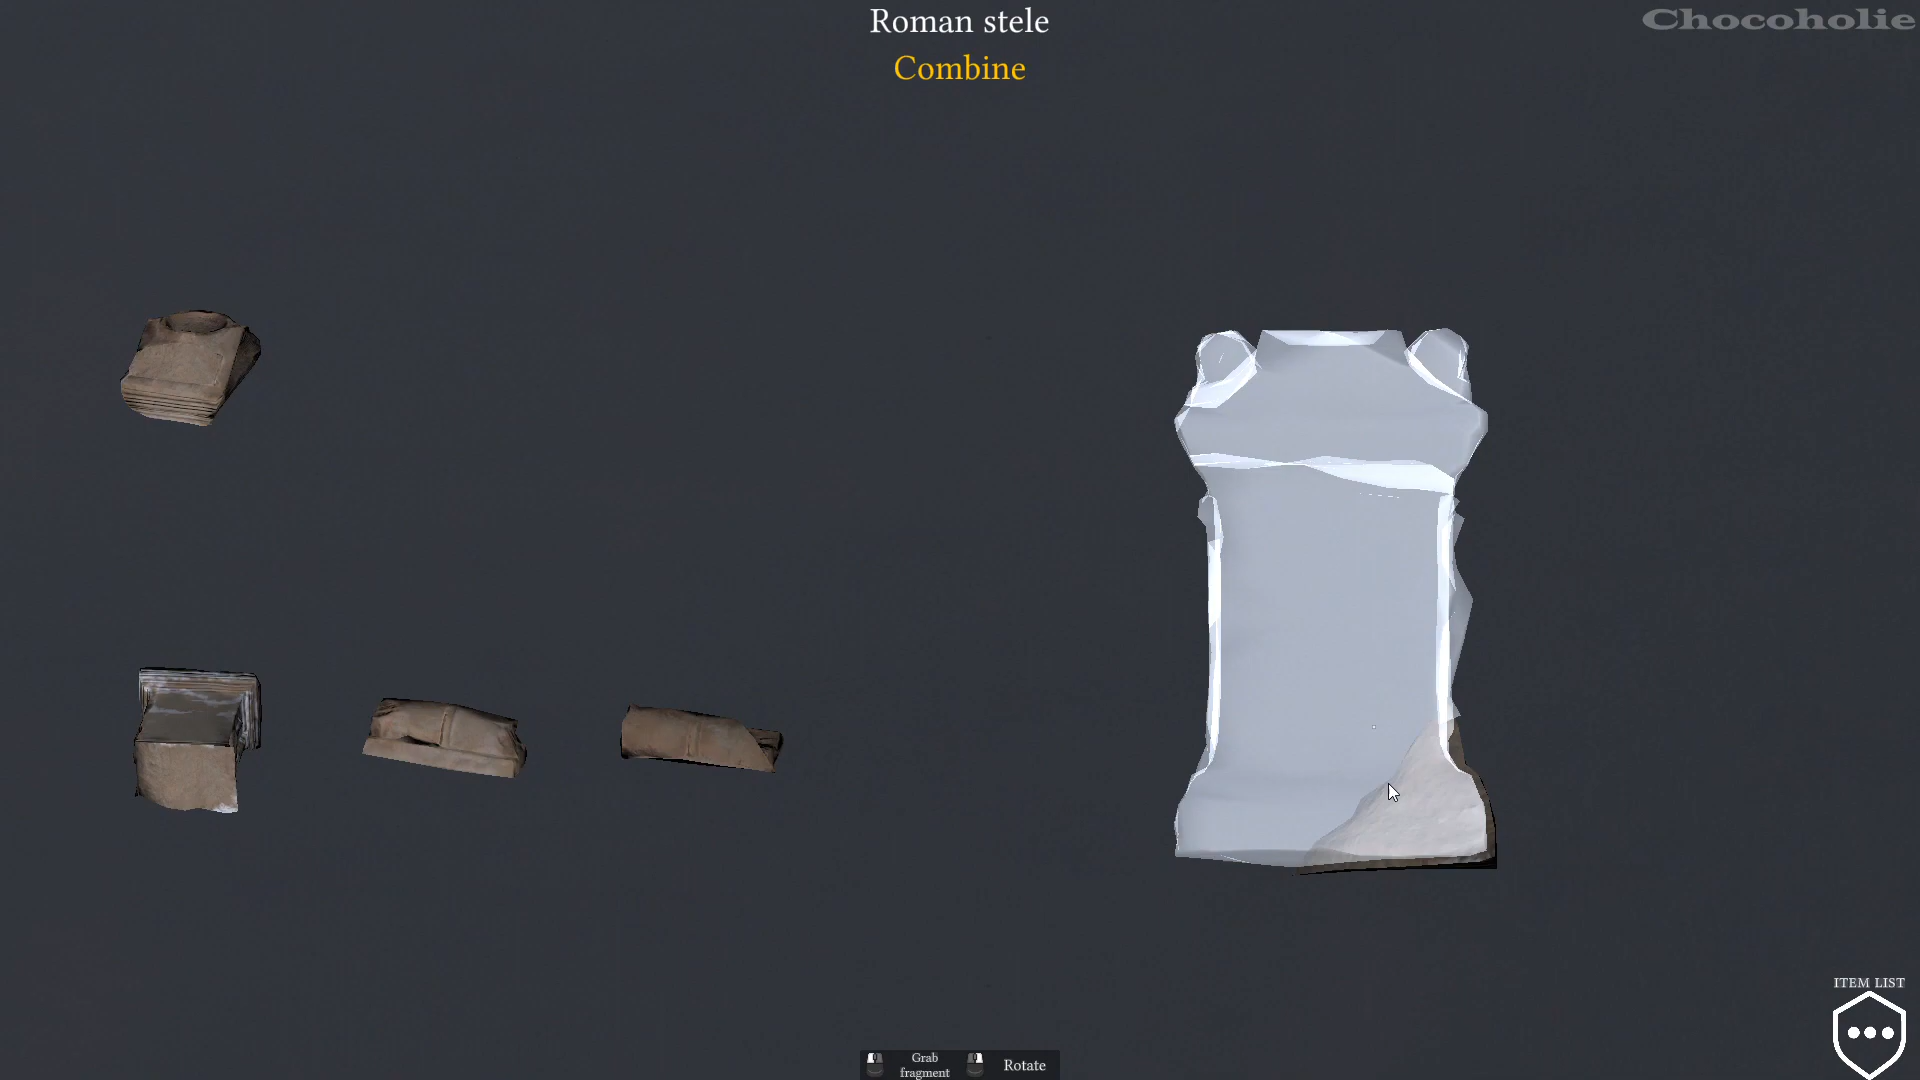 Roman stele
Chocoholie
Combine
ITEM LIST
Grab
fragment
Rotate